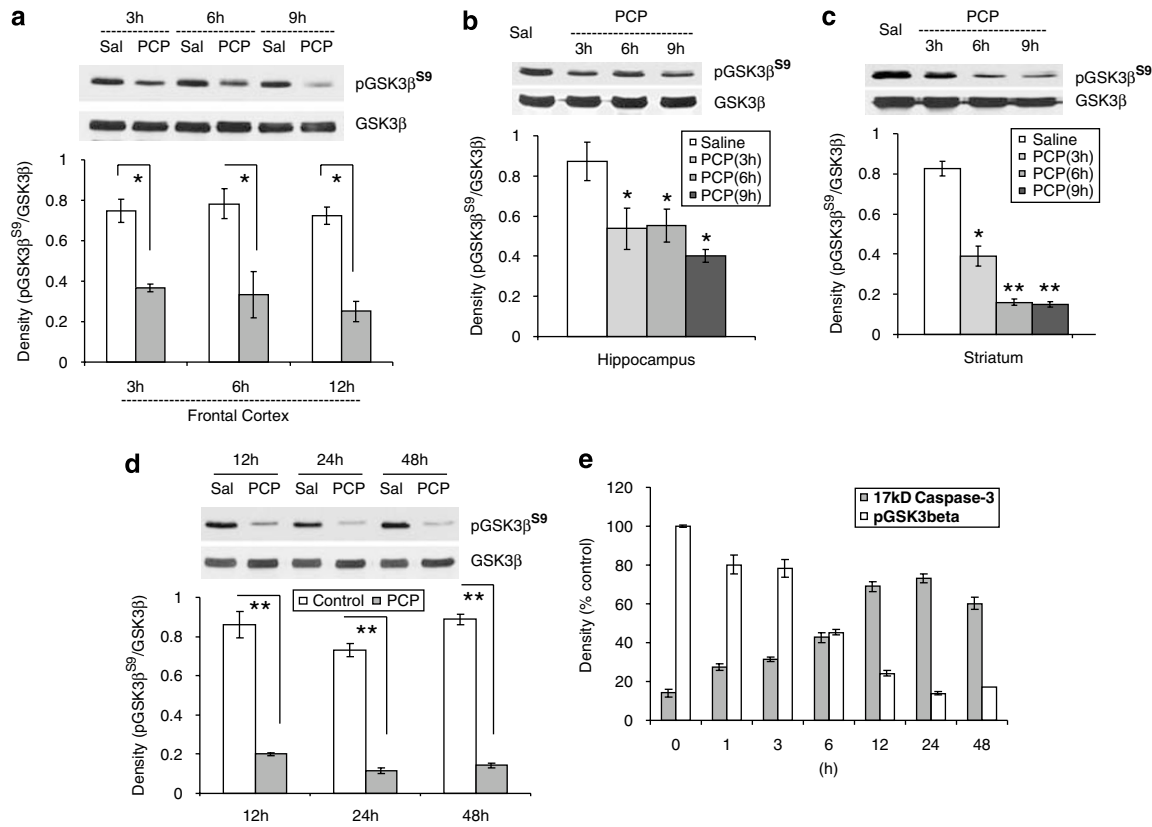 a
3h 6h 9h
Sal PCP Sal PCP Sal PCP
pGSK3β^S9
GSK3β
Density (pGSK3β^S9/GSK3β)
1
0.8
0.6
0.4
0.2
0
* * *
3h 6h 12h
Frontal Cortex
b
PCP
Sal
3h 6h 9h
pGSK3β^S9
GSK3β
Density (pGSK3β^S9/GSK3β)
1
0.8
0.6
0.4
0.2
0
Saline
PCP(3h)
PCP(6h)
PCP(9h)
* * *
Hippocampus
c
PCP
Sal
3h 6h 9h
pGSK3β^S9
GSK3β
Density (pGSK3β^S9/GSK3β)
1
0.8
0.6
0.4
0.2
0
Saline
PCP(3h)
PCP(6h)
PCP(9h)
* ** **
Striatum
d
12h 24h 48h
Sal PCP Sal PCP Sal PCP
pGSK3β^S9
GSK3β
Density (pGSK3β^S9/GSK3β)
1
0.8
0.6
0.4
0.2
0
Control PCP
** ** **
12h 24h 48h
e
Density (% control)
120
100
80
60
40
20
0
17kD Caspase-3
pGSK3beta
0 1 3 6 12 24 48
(h)